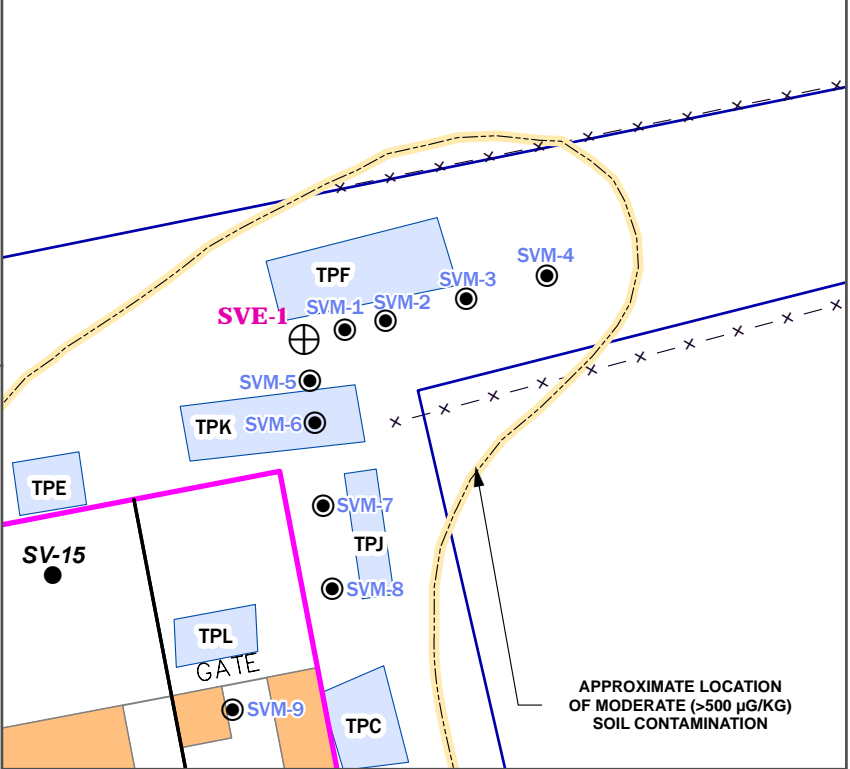 SVM-4
TPF
SVM-3
SVM-1
SVM-2
SVE-1
SVM-5
TPK
SVM-6
TPE
SVM-7
TPJ
SV-15
SVM-8
TPL
GATE
SVM-9
TPC
APPROXIMATE LOCATION
OF MODERATE (>500 µG/KG)
SOIL CONTAMINATION